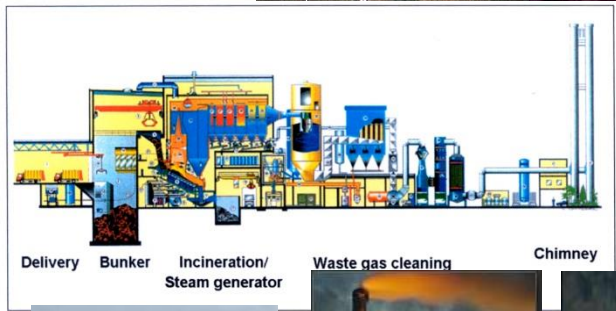 Delivery
Bunker
Incineration/
Steam generator
Waste gas cleaning
Chimney